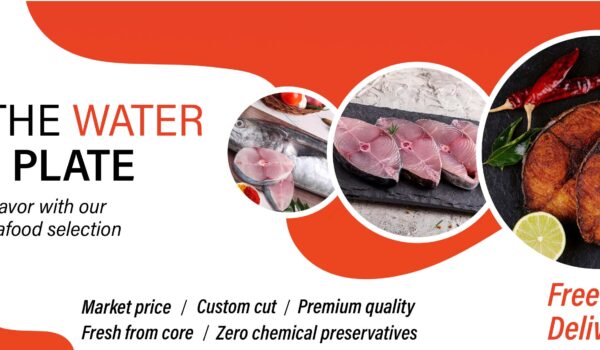 THE WATER
PLATE
avor with our
afood selection
Market price / Custom cut / Premium quality
Fresh from core / Zero chemical preservatives
Free
Deliv